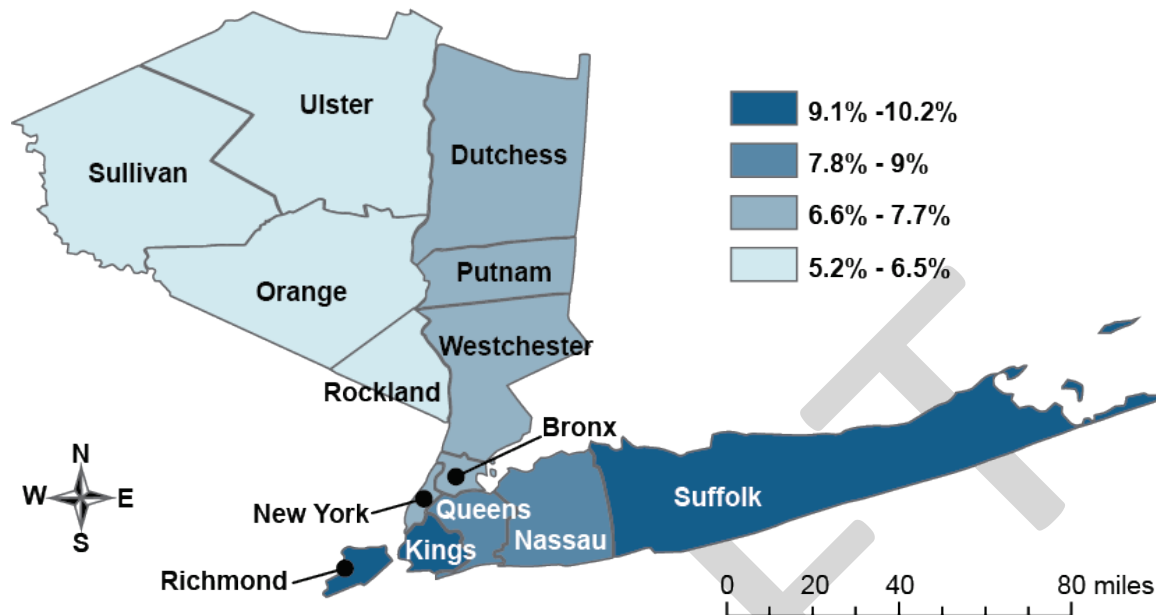 Ulster
9.1% -10.2%
Dutchess
7.8% - 9%
Sullivan
6.6% - 7.7%
Putnam
5.2% - 6.5%
Orange
Westchester
Rockland
Bronx
N
W
E
S
Suffolk
New York
Queens
Nassau
Kings
Richmond
0 20 40 80 miles